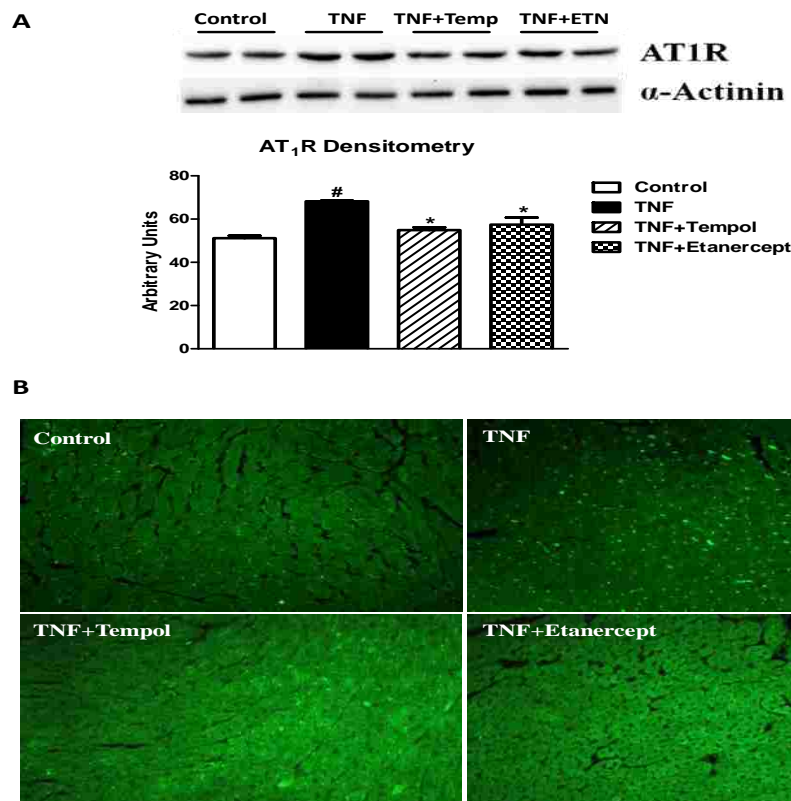 A
Control TNF TNF+Temp TNF+ETN
AT1R
α-Actinin
AT1R Densitometry
Arbitrary Units
80
60
40
20
0
#
*
*
Control
TNF
TNF+Tempol
TNF+Etanercept
B
Control
TNF
TNF+Tempol
TNF+Etanercept